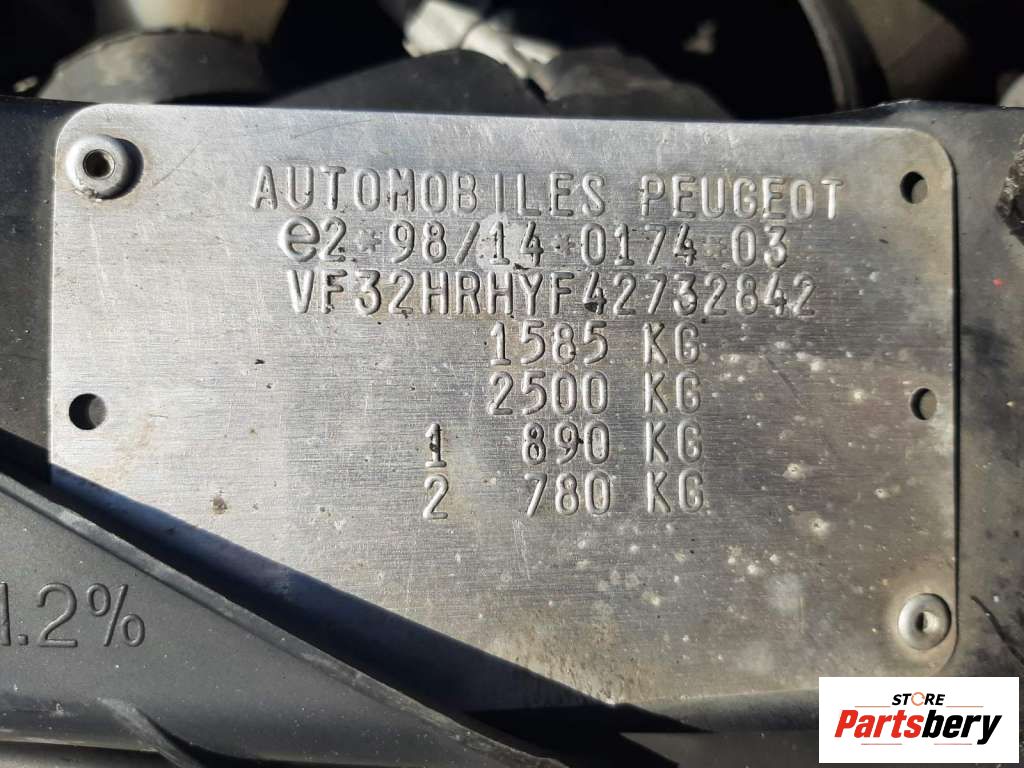 AUTOMOBILES PEUGEOT
e2*98/14*0174*03
VF32HRHYF42732842
1585 KG
2500 KG
1 890 KG
2 780 KG
1.2%
STORE
Partsbery